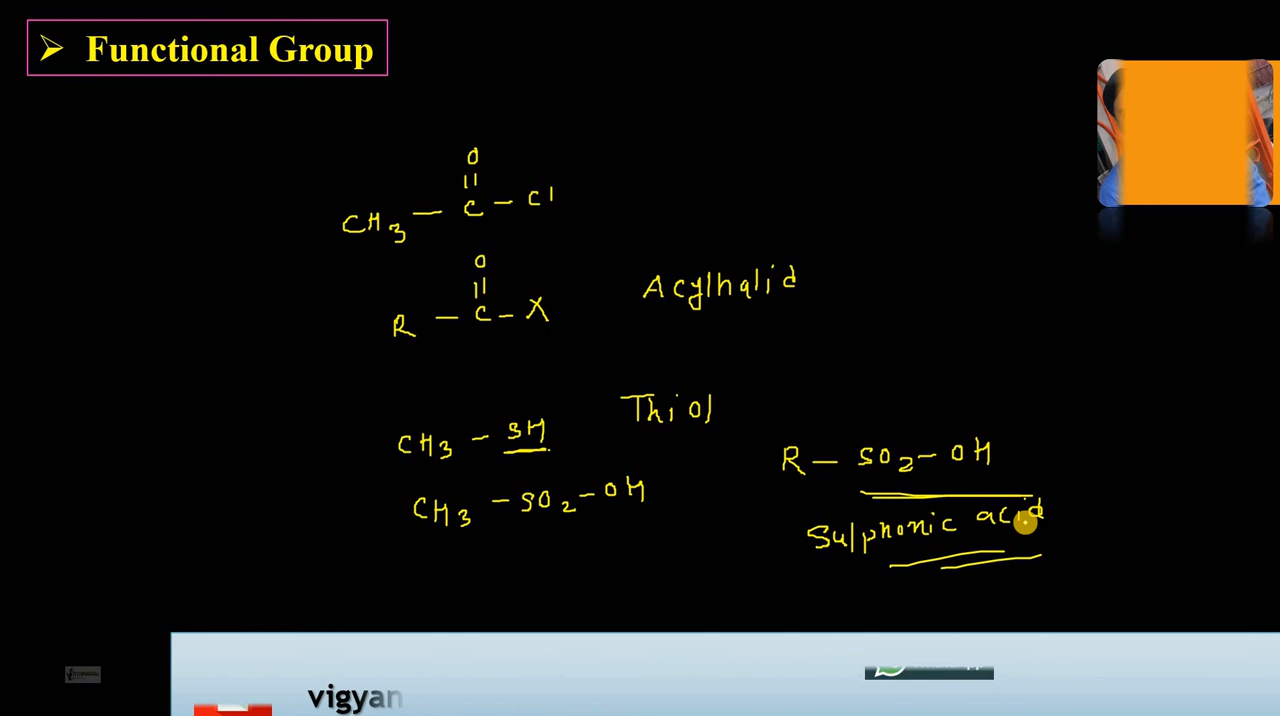 ➢ Functional Group
O
||
CH3 — C — Cl
O
||
R — C — X
Acylhalid
CH3 — SH
Thiol
CH3 — SO2 — OH
R — SO2 — OH
Sulphonic acid
vigyan